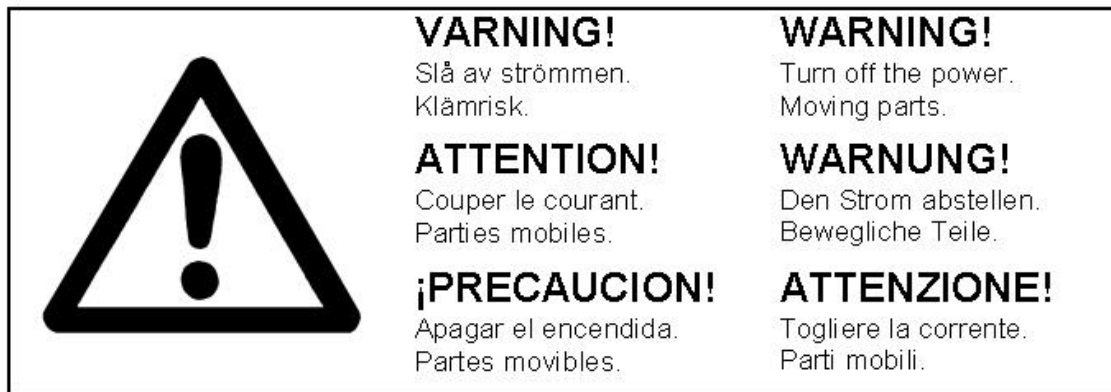 VARNING!
Slå av strömmen.
Klämrisk.
WARNING!
Turn off the power.
Moving parts.
ATTENTION!
Couper le courant.
Parties mobiles.
WARNUNG!
Den Strom abstellen.
Bewegliche Teile.
¡PRECAUCION!
Apagar el encendida.
Partes movibles.
ATTENZIONE!
Togliere la corrente.
Parti mobili.